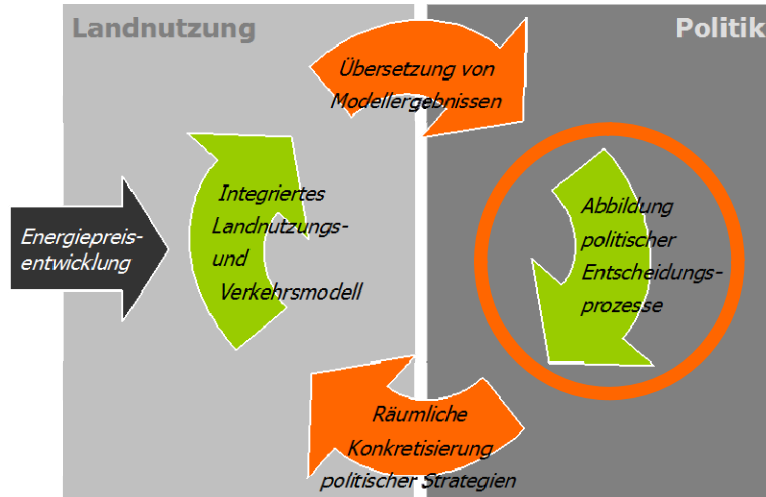 Landnutzung
Politik
Übersetzung von
Modellergebnissen
Energiepreis-
entwicklung
Integriertes
Landnutzungs-
und
Verkehrsmodell
Abbildung
politischer
Entscheidungs-
prozesse
Räumliche
Konkretisierung
politischer Strategien